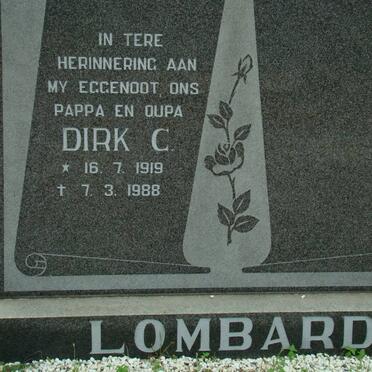 IN TERE
HERINNERING AAN
MY EGGENOOT, ONS
PAPPA EN OUPA
DIRK C.
* 16. 7. 1919
† 7. 3. 1988
LOMBARD